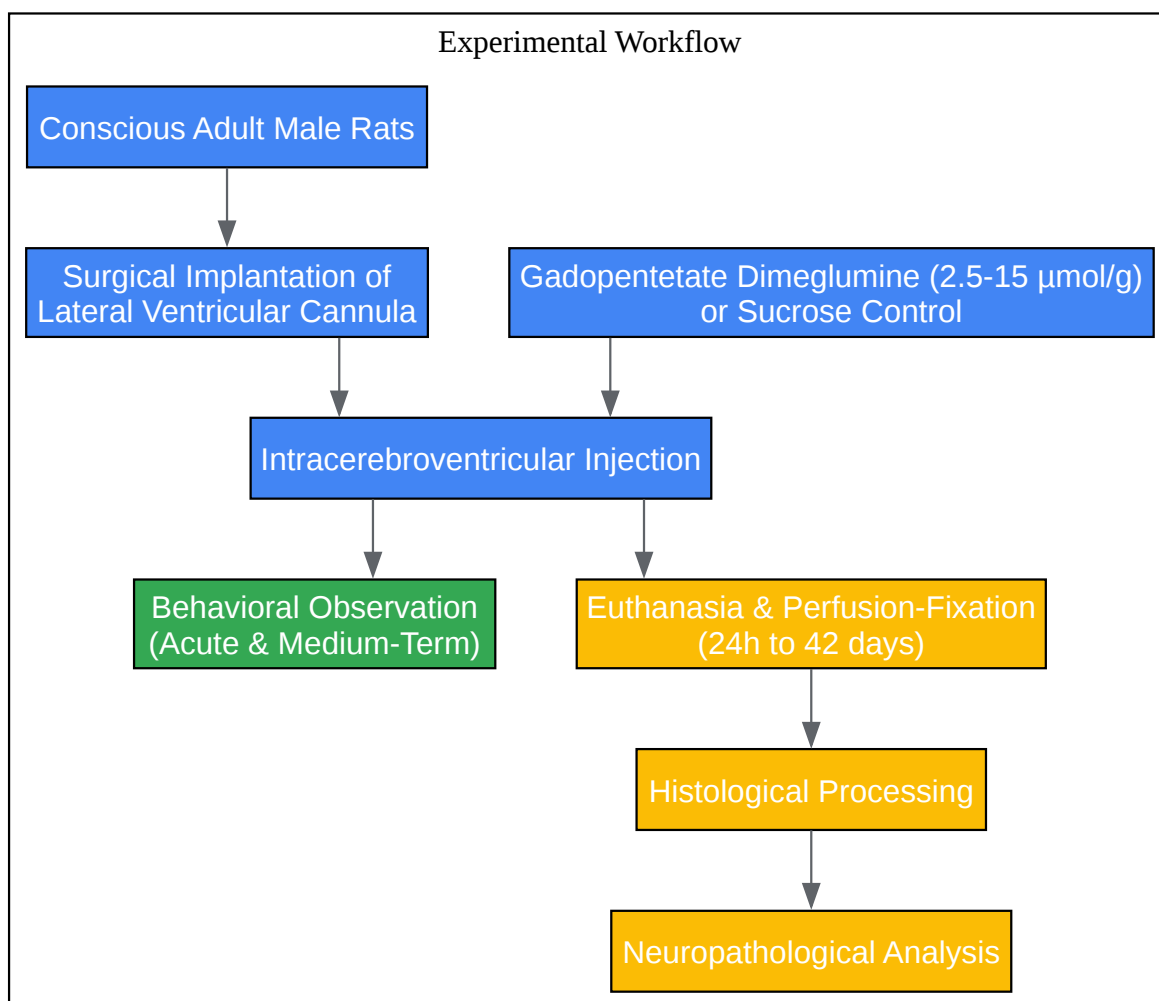 Experimental Workflow
Conscious Adult Male Rats
Surgical Implantation of
Lateral Ventricular Cannula
Gadopentetate Dimeglumine (2.5-15 µmol/g)
or Sucrose Control
Intracerebroventricular Injection
Behavioral Observation
(Acute & Medium-Term)
Euthanasia & Perfusion-Fixation
(24h to 42 days)
Histological Processing
Neuropathological Analysis